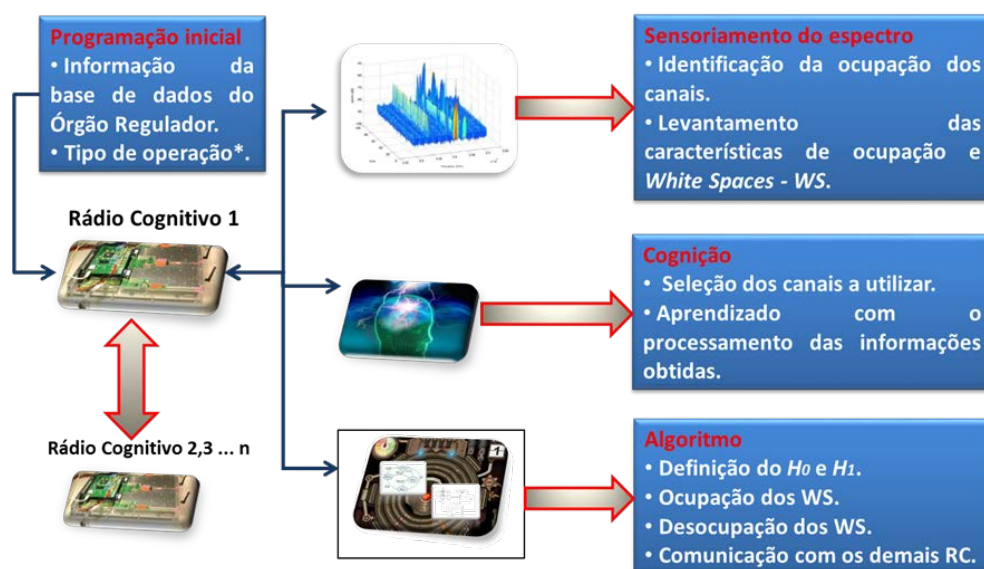 Programação inicial
• Informação da
base de dados do
Órgão Regulador.
• Tipo de operação*.
Rádio Cognitivo 1
Rádio Cognitivo 2,3 ... n
Sensoriamento do espectro
• Identificação da ocupação dos
canais.
• Levantamento das
características de ocupação e
White Spaces - WS.
Cognição
• Seleção dos canais a utilizar.
• Aprendizado com o
processamento das informações
obtidas.
Algoritmo
• Definição do H0 e H1.
• Ocupação dos WS.
• Desocupação dos WS.
• Comunicação com os demais RC.